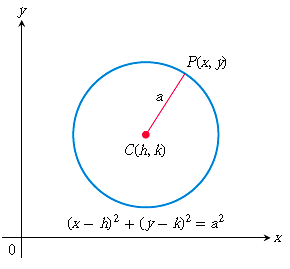 y
P(x, y)
a
C(h, k)
(x – h)² + (y – k)² = a²
x
0